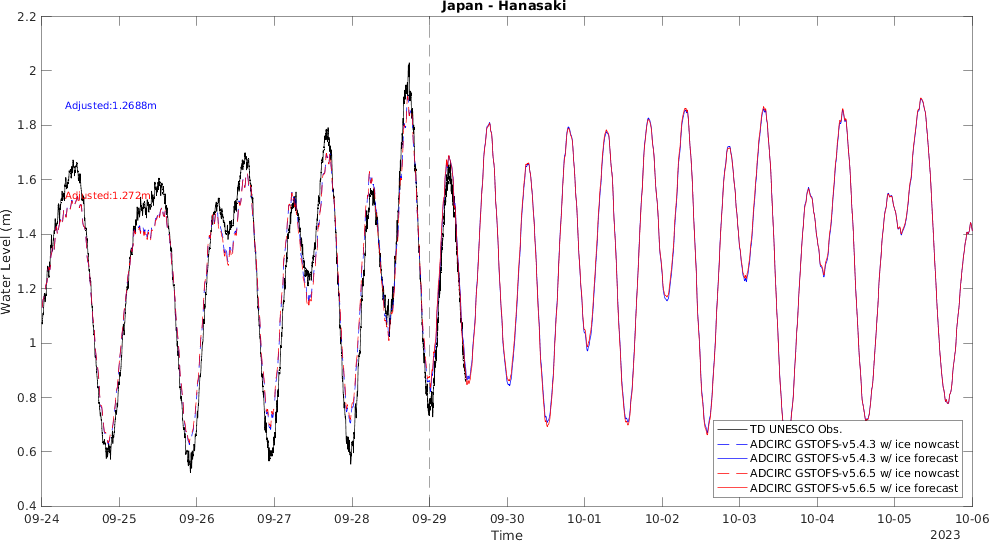 Japan - Hanasaki
2.2
2
1.8
1.6
1.4
1.2
1
0.8
0.6
0.4
Water Level (m)
Adjusted:1.2688m
Adjusted:1.272m
TD UNESCO Obs.
ADCIRC GSTOFS-v5.4.3 w/ ice nowcast
ADCIRC GSTOFS-v5.4.3 w/ ice forecast
ADCIRC GSTOFS-v5.6.5 w/ ice nowcast
ADCIRC GSTOFS-v5.6.5 w/ ice forecast
09-24 09-25 09-26 09-27 09-28 09-29 09-30 10-01 10-02 10-03 10-04 10-05 10-06
Time
2023